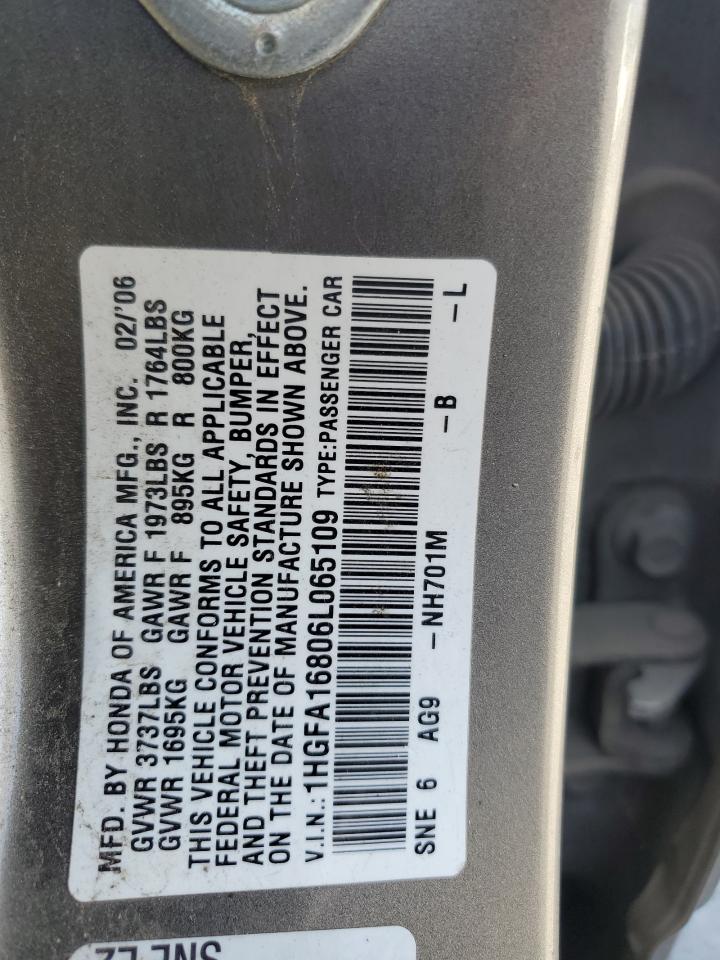 MFD. BY HONDA OF AMERICA MFG., INC. 02/'06
GVWR 3737LBS GAWR F 1973LBS R 1764LBS
GVWR 1695KG GAWR F 895KG R 800KG
THIS VEHICLE CONFORMS TO ALL APPLICABLE
FEDERAL MOTOR VEHICLE SAFETY, BUMPER,
AND THEFT PREVENTION STANDARDS IN EFFECT
ON THE DATE OF MANUFACTURE SHOWN ABOVE.
V.I.N.:1HGFA16806L065109 TYPE:PASSENGER CAR
SNE 6 AG9 -NH701M -B -L